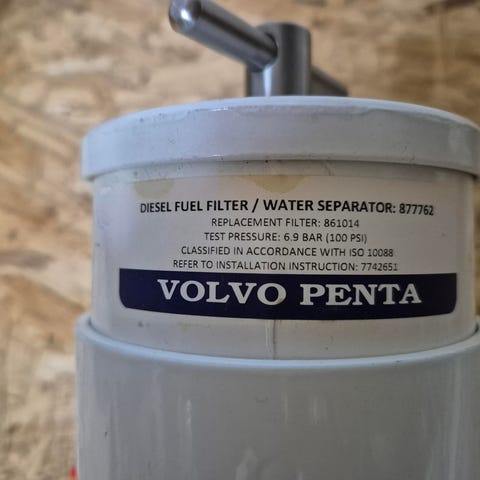 DIESEL FUEL FILTER / WATER SEPARATOR: 877762
REPLACEMENT FILTER: 861014
TEST PRESSURE: 6.9 BAR (100 PSI)
CLASSIFIED IN ACCORDANCE WITH ISO 10088
REFER TO INSTALLATION INSTRUCTION: 7742651
VOLVO PENTA